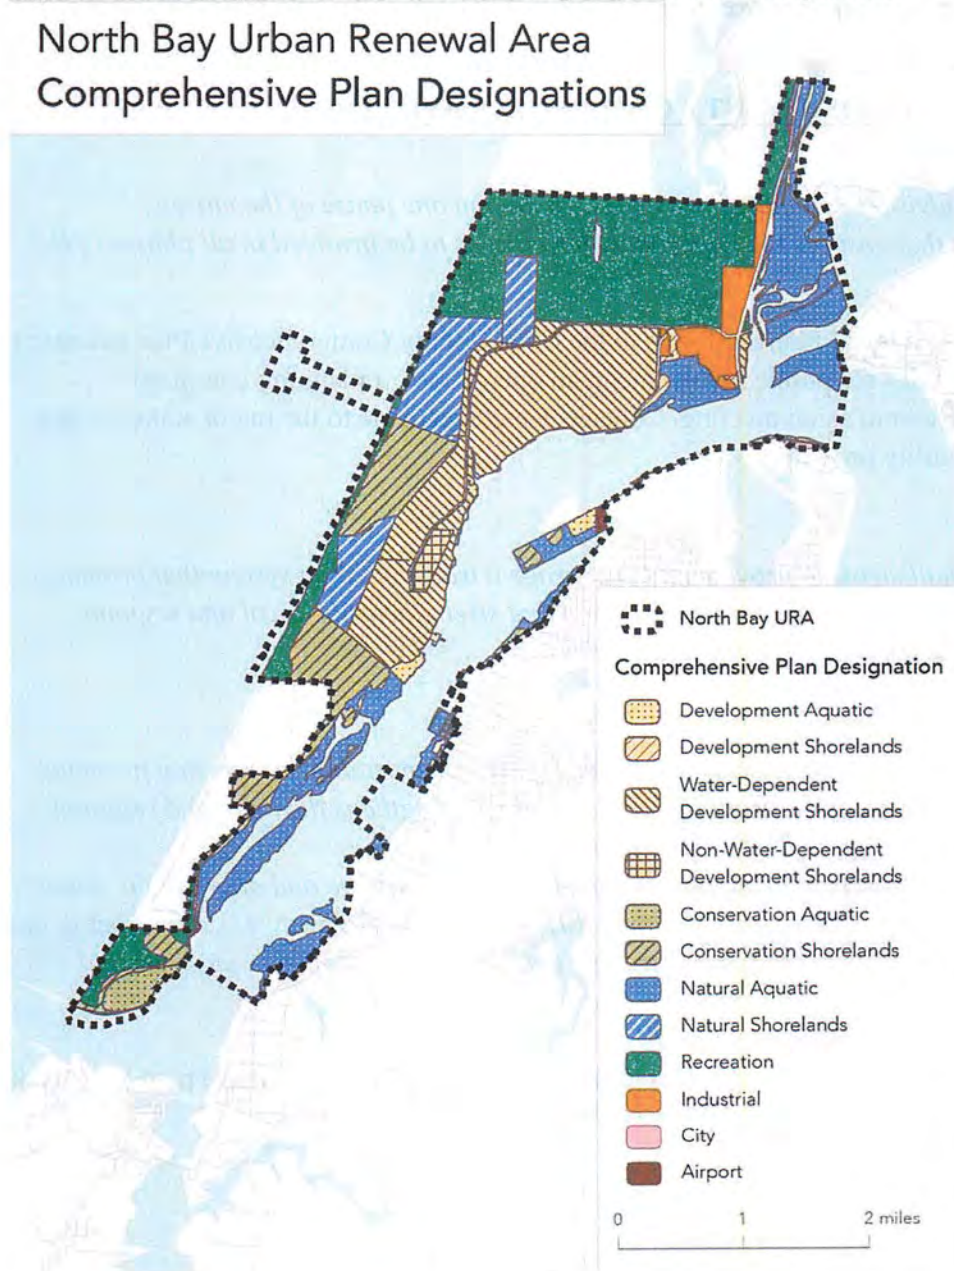 North Bay Urban Renewal Area
Comprehensive Plan Designations
North Bay URA
Comprehensive Plan Designation
Development Aquatic
Development Shorelands
Water-Dependent
Development Shorelands
Non-Water-Dependent
Development Shorelands
Conservation Aquatic
Conservation Shorelands
Natural Aquatic
Natural Shorelands
Recreation
Industrial
City
Airport
0 1 2 miles